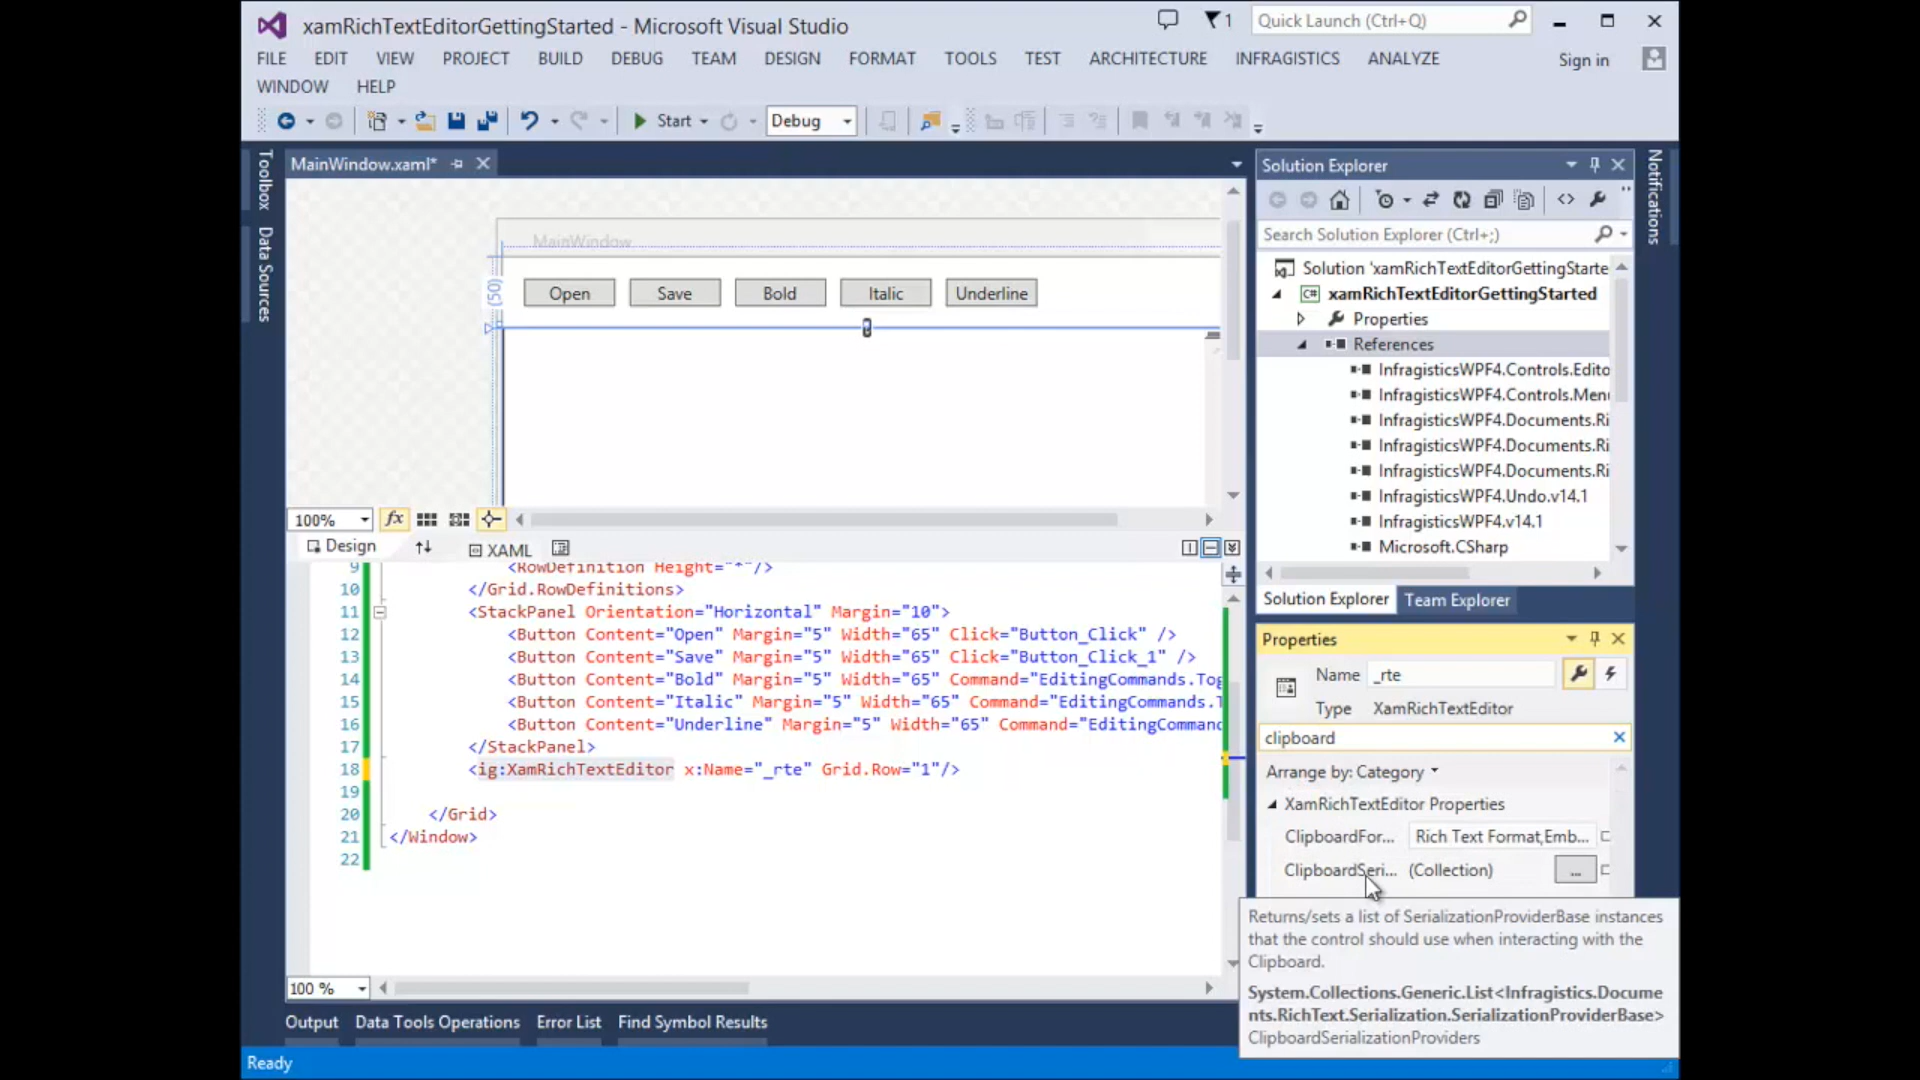 xamRichTextEditorGettingStarted - Microsoft Visual Studio
1
Quick Launch (Ctrl+Q)
FILE EDIT VIEW PROJECT BUILD DEBUG TEAM DESIGN FORMAT TOOLS TEST ARCHITECTURE INFRAGISTICS ANALYZE
Sign in
WINDOW HELP
Start
Debug
Toolbox
Data Sources
MainWindow.xaml*
MainWindow
(50)
Open Save Bold Italic Underline
100%
fx
Design
XAML
9 <RowDefinition Height="*"/>
10 </Grid.RowDefinitions>
11 <StackPanel Orientation="Horizontal" Margin="10">
12 <Button Content="Open" Margin="5" Width="65" Click="Button_Click" />
13 <Button Content="Save" Margin="5" Width="65" Click="Button_Click_1" />
14 <Button Content="Bold" Margin="5" Width="65" Command="EditingCommands.Tog
15 <Button Content="Italic" Margin="5" Width="65" Command="EditingCommands.T
16 <Button Content="Underline" Margin="5" Width="65" Command="EditingCommand
17 </StackPanel>
18 <ig:XamRichTextEditor x:Name="_rte" Grid.Row="1"/>
19
20 </Grid>
21 </Window>
22
100 %
Output Data Tools Operations Error List Find Symbol Results
Ready
Solution Explorer
Search Solution Explorer (Ctrl+;)
Solution 'xamRichTextEditorGettingStarte
C# xamRichTextEditorGettingStarted
Properties
References
InfragisticsWPF4.Controls.Edito
InfragisticsWPF4.Controls.Menu
InfragisticsWPF4.Documents.Ri
InfragisticsWPF4.Documents.Ri
InfragisticsWPF4.Documents.Ri
InfragisticsWPF4.Undo.v14.1
InfragisticsWPF4.v14.1
Microsoft.CSharp
Solution Explorer Team Explorer
Notifications
Properties
Name _rte
Type XamRichTextEditor
clipboard
Arrange by: Category
XamRichTextEditor Properties
ClipboardFor... Rich Text Format,Emb...
ClipboardSeri... (Collection) ...
Returns/sets a list of SerializationProviderBase instances
that the control should use when interacting with the
Clipboard.
System.Collections.Generic.List<Infragistics.Docume
nts.RichText.Serialization.SerializationProviderBase>
ClipboardSerializationProviders